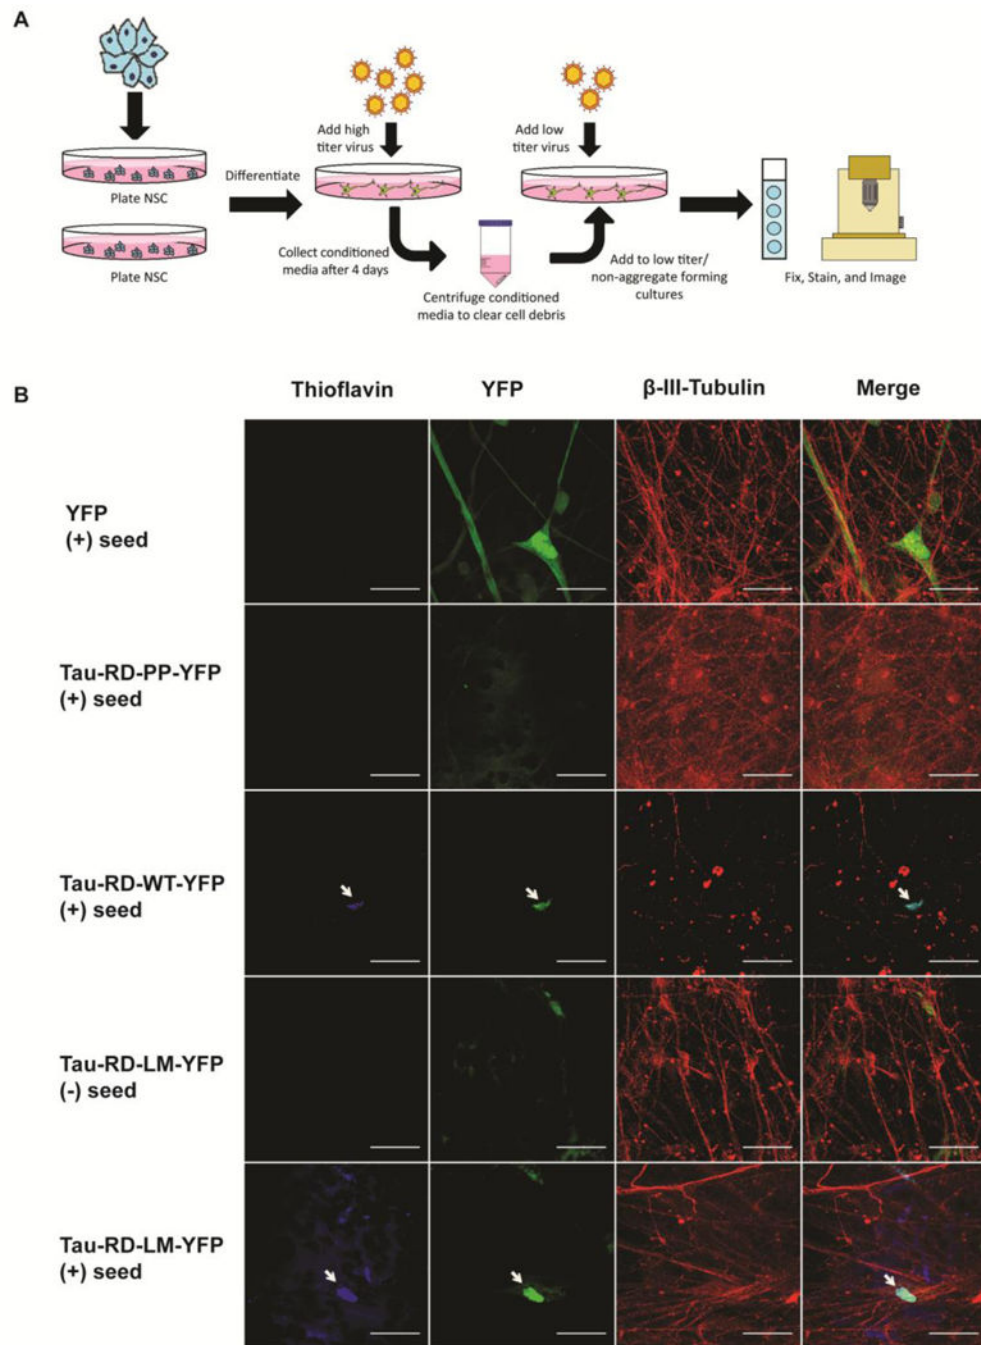 A
Add high
titer virus
Add low
titer virus
Differentiate
Plate NSC
Plate NSC
Collect conditioned
media after 4 days
Centrifuge conditioned
media to clear cell debris
Add to low titer/
non-aggregate forming
cultures
Fix, Stain, and Image
B
Thioflavin
YFP
β-III-Tubulin
Merge
YFP
(+) seed
Tau-RD-PP-YFP
(+) seed
Tau-RD-WT-YFP
(+) seed
Tau-RD-LM-YFP
(-) seed
Tau-RD-LM-YFP
(+) seed